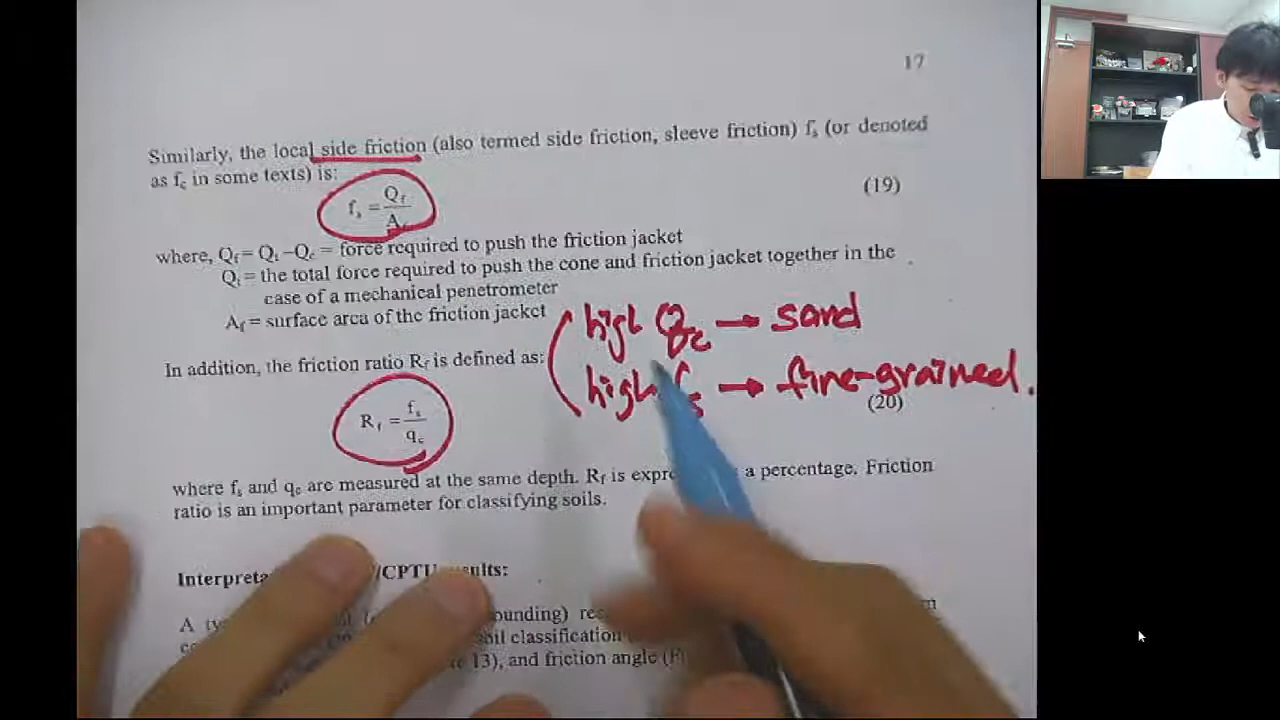 17
Similarly, the local side friction (also termed side friction, sleeve friction) fs (or denoted
as fc in some texts) is:
fs = Qf / A
(19)
where, Qf = Qt −Qc = force required to push the friction jacket
Qt = the total force required to push the cone and friction jacket together in the
case of a mechanical penetrometer
Af = surface area of the friction jacket
high Qc → sand
In addition, the friction ratio Rf is defined as:
high fs → fine-grained.
Rf = fs / qc
(20)
where fs and qc are measured at the same depth. Rf is a percentage. Friction
ratio is an important parameter for classifying soils.
/CPTU
A
soil classification
13), and friction angle